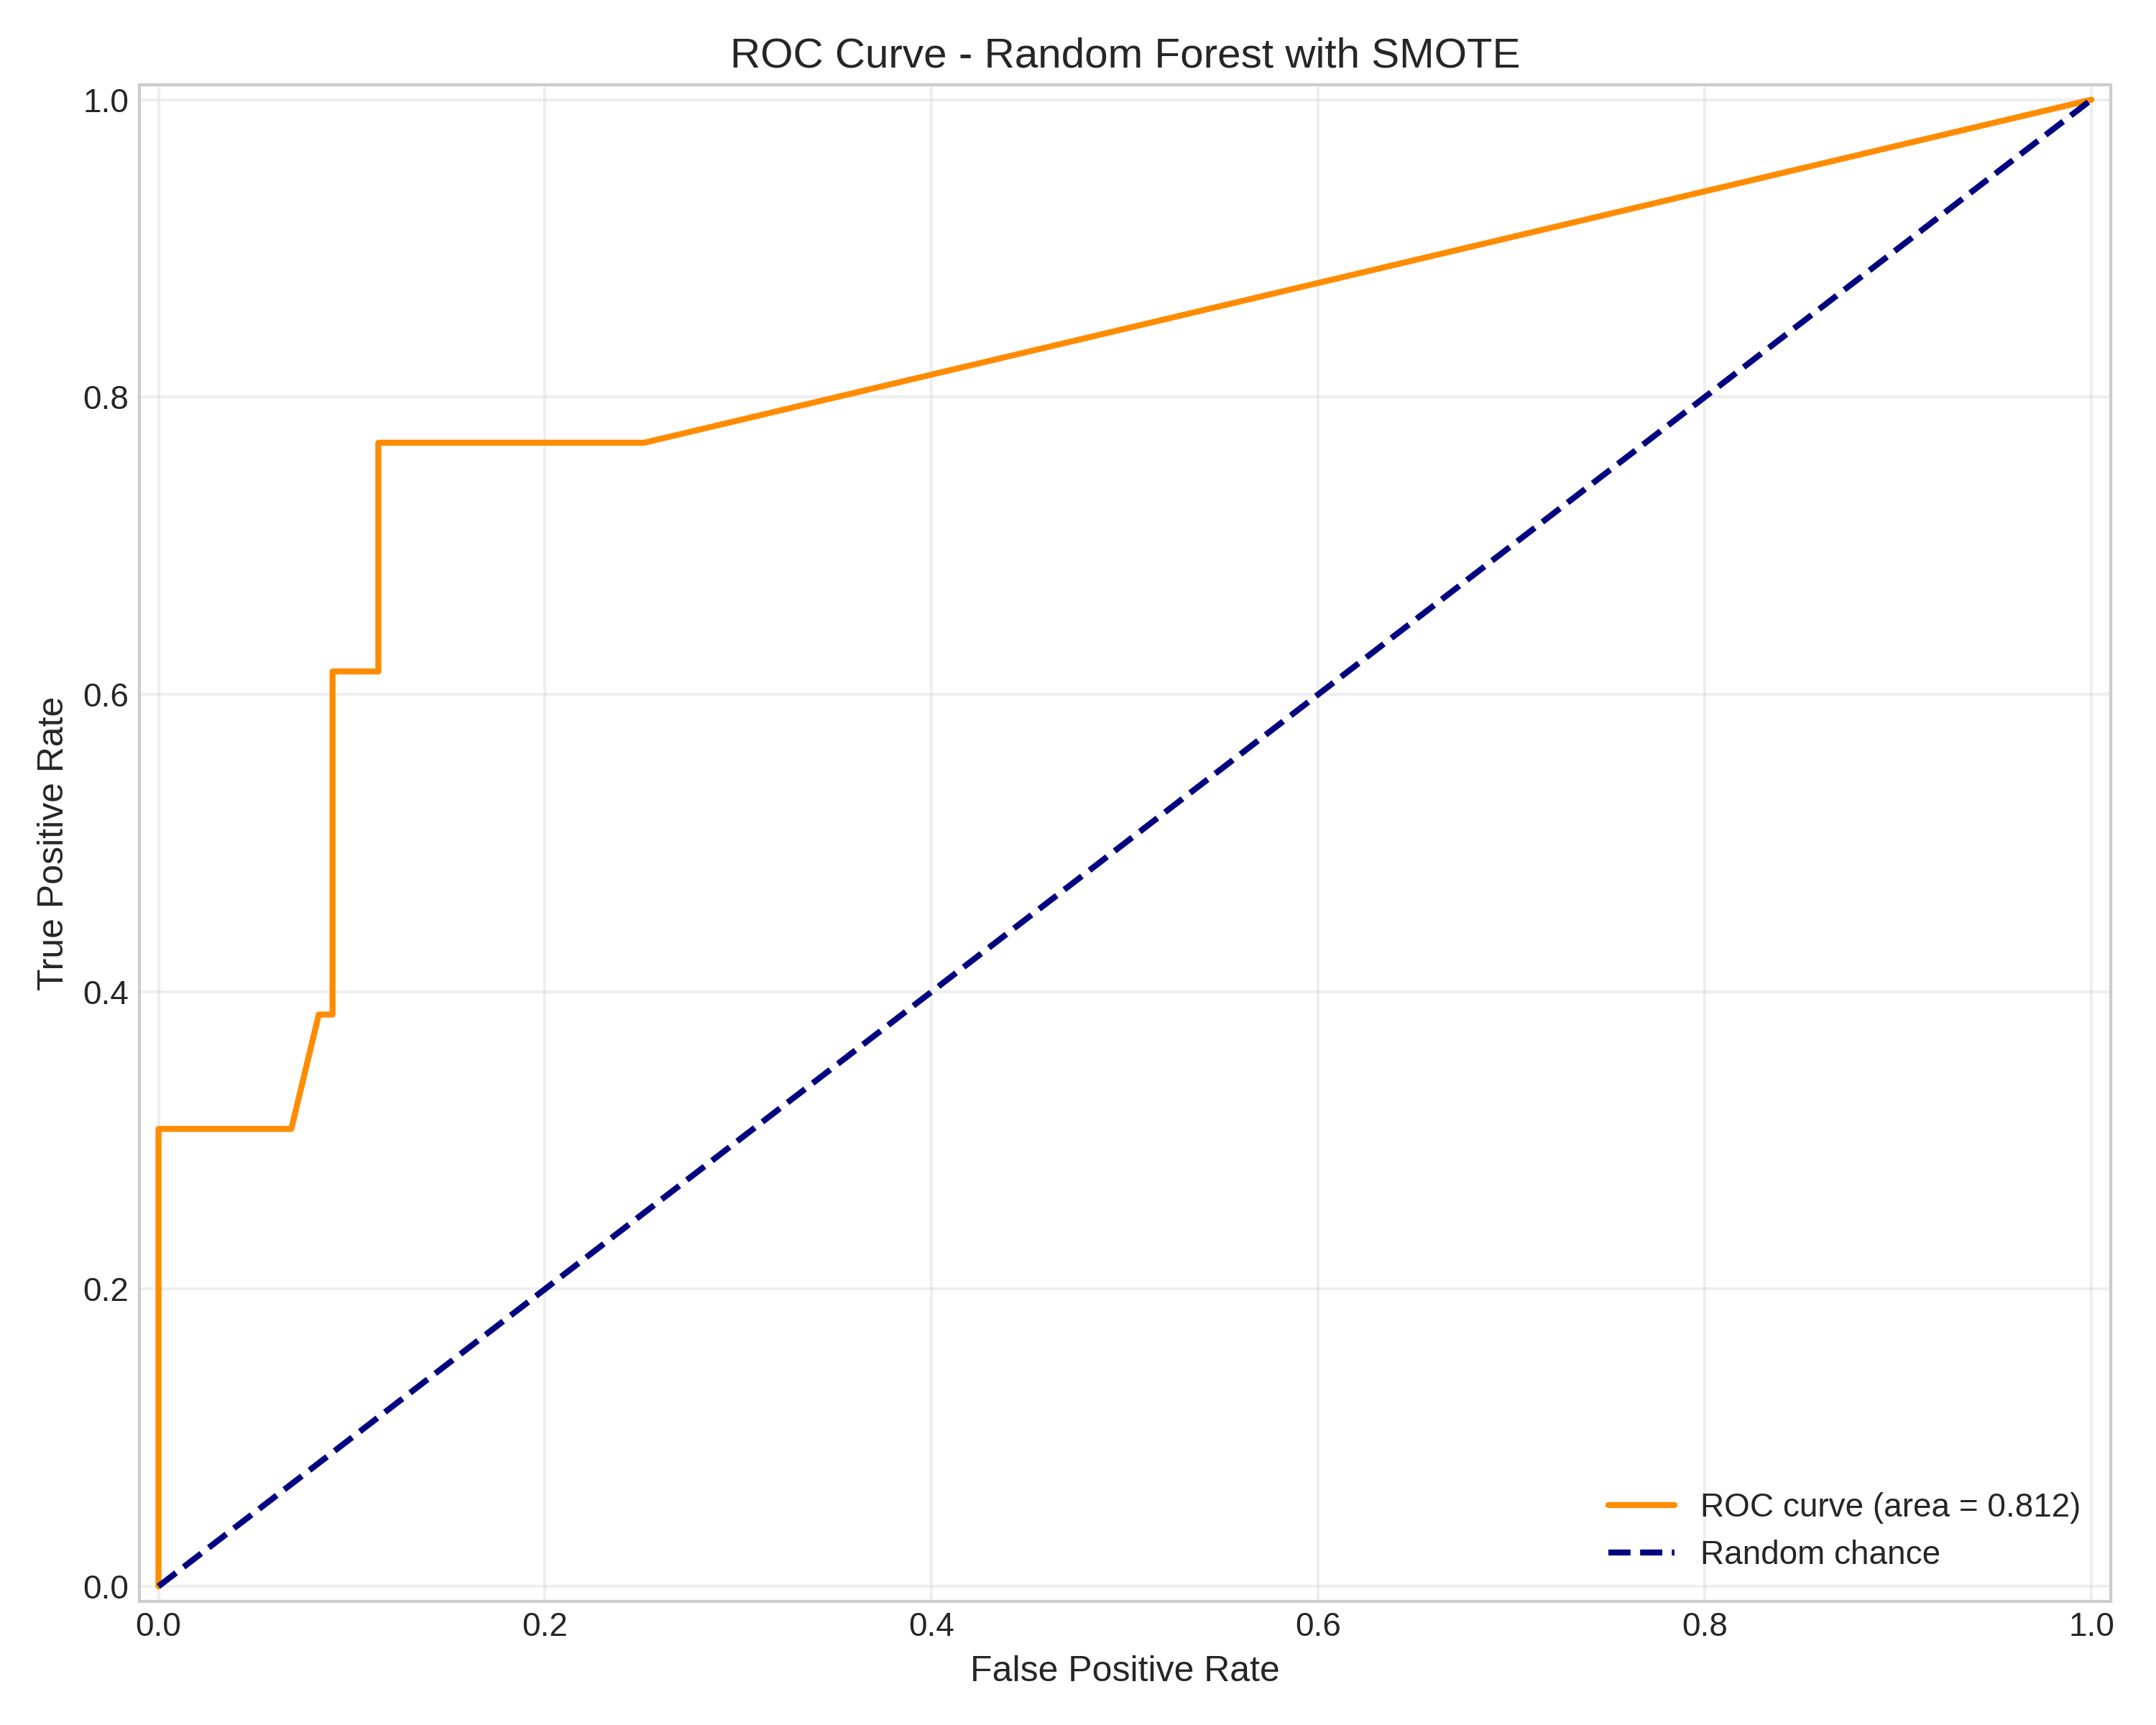 ROC Curve - Random Forest with SMOTE
1.0
0.8
0.6
0.4
0.2
0.0
True Positive Rate
0.0 0.2 0.4 0.6 0.8 1.0
False Positive Rate
ROC curve (area = 0.812)
Random chance